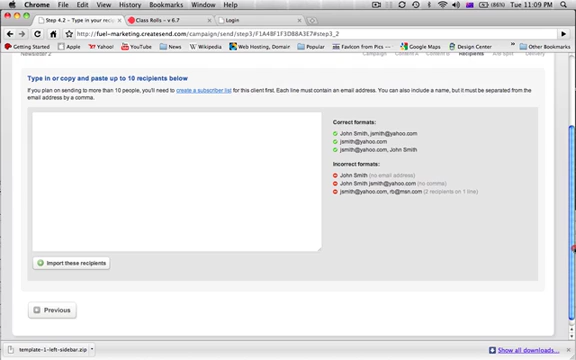 Chrome File Edit View History Bookmarks Window Help Tue 11:09 PM
Step 4.2 – Type in your reci
Class Rolls – v 6.7
Login
http://fuel-marketing.createsend.com/campaign/send/step3/F1A4BF1F3D8BA3E7#step3_2
Getting Started Apple Yahoo! Google Maps YouTube News Wikipedia Web Hosting, Domain Popular Favicon from Pics Imported From Other Bookmarks
Newsletter 2
Campaign Content A Content B Recipients A/B Split Delivery
Type in or copy and paste up to 10 recipients below
If you plan on sending to more than 10 people, you'll need to create a subscriber list for this client first. Each line must contain an email address. You can also include a name, but it must be separated from the
email address by a comma.
Correct formats:
John Smith, jsmith@yahoo.com
jsmith@yahoo.com
jsmith@yahoo.com, John Smith
Incorrect formats:
John Smith (no email address)
John Smith jsmith@yahoo.com (no comma)
jsmith@yahoo.com, rb@msn.com (2 recipients on 1 line)
Import these recipients
Previous
template-1-left-sidebar.zip
Show all downloads...